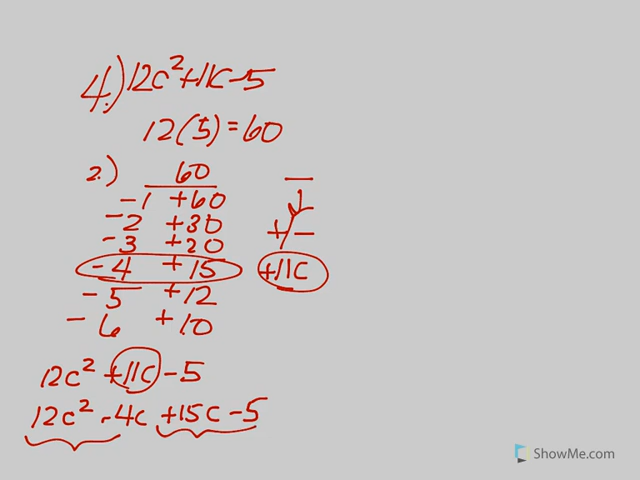 4.) 12c² + 11c - 5
12(5) = 60
2.) 60
-1 +60
-2 +30
-3 +20
-4 +15
-5 +12
-6 +10
−
+/−
+11c
12c² + 11c - 5
12c² - 4c + 15c - 5
ShowMe.com